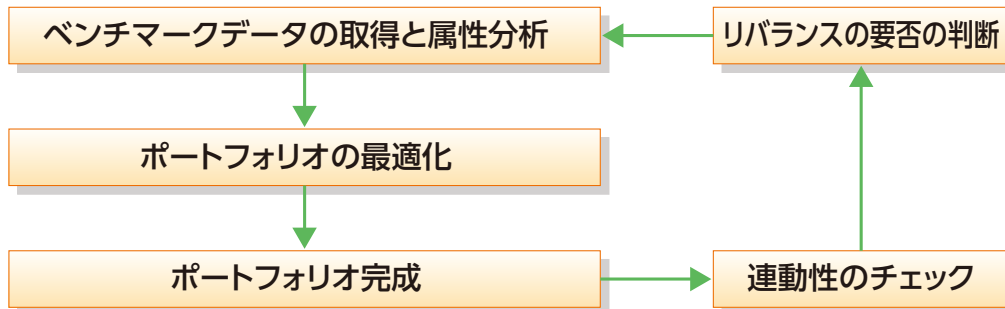 ベンチマークデータの取得と属性分析
リバランスの要否の判断
ポートフォリオの最適化
ポートフォリオ完成
連動性のチェック